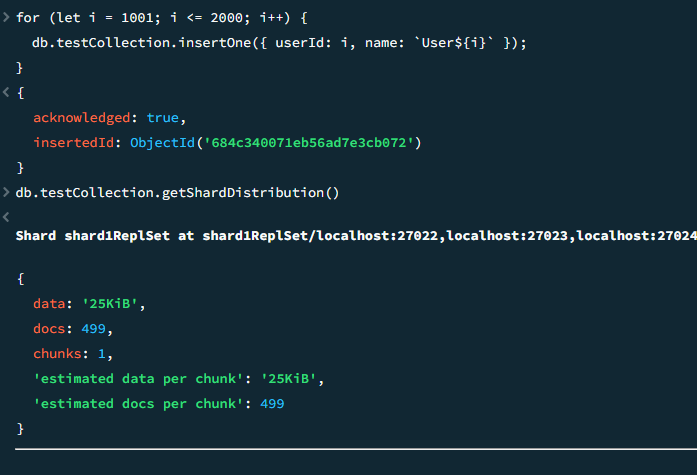 for (let i = 1001; i <= 2000; i++) {
db.testCollection.insertOne({ userId: i, name: `User${i}` });
}
{
acknowledged: true,
insertedId: ObjectId('684c340071eb56ad7e3cb072')
}
db.testCollection.getShardDistribution()
Shard shard1ReplSet at shard1ReplSet/localhost:27022,localhost:27023,localhost:27024
{
data: '25KiB',
docs: 499,
chunks: 1,
'estimated data per chunk': '25KiB',
'estimated docs per chunk': 499
}